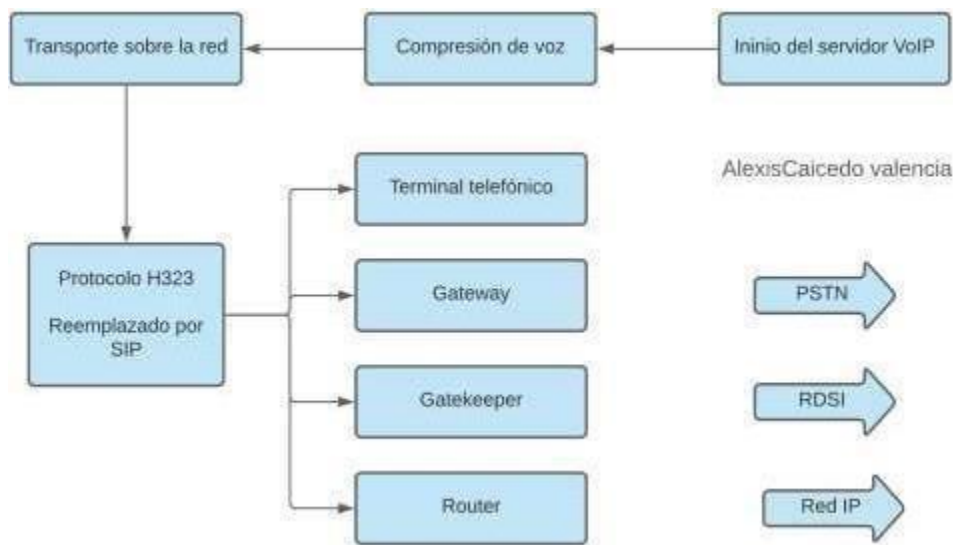 Transporte sobre la red
Compresión de voz
Ininio del servidor VoIP
Terminal telefónico
AlexisCaicedo valencia
Protocolo H323
Reemplazado por
SIP
Gateway
PSTN
Gatekeeper
RDSI
Router
Red IP